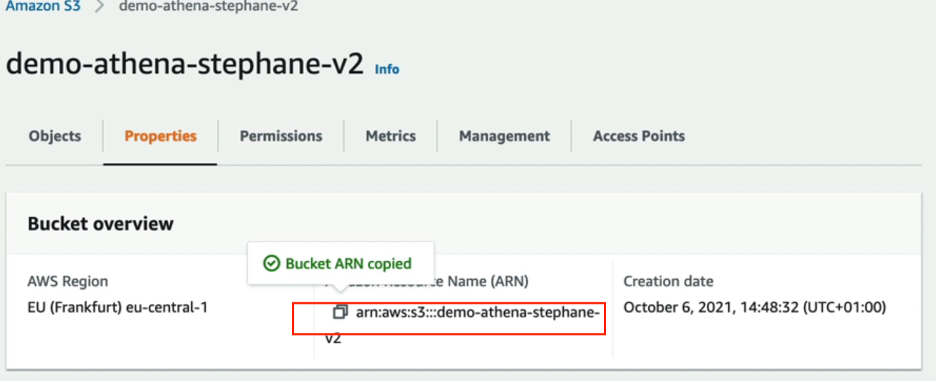 Amazon S3 > demo-athena-stephane-v2
demo-athena-stephane-v2 Info
Objects Properties Permissions Metrics Management Access Points
Bucket overview
Bucket ARN copied
AWS Region Resource Name (ARN) Creation date
EU (Frankfurt) eu-central-1 arn:aws:s3:::demo-athena-stephane- October 6, 2021, 14:48:32 (UTC+01:00)
v2